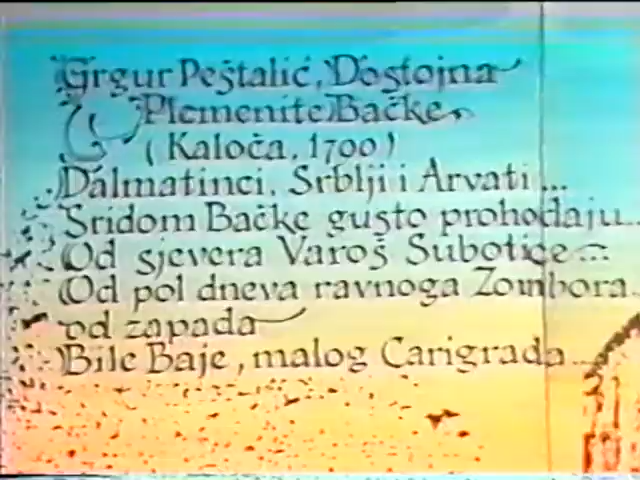 Grgur Peštalić, Dostojna
Plemenite Bačke
(Kaloča, 1790)
Dalmatinci, Srblji i Arvati...
Sridom Bačke gusto prohodaju...
Od sjevera Varoš Subotice...
Od pol dneva ravnoga Zombora...
od zapada
Bile Baje, malog Carigrada...